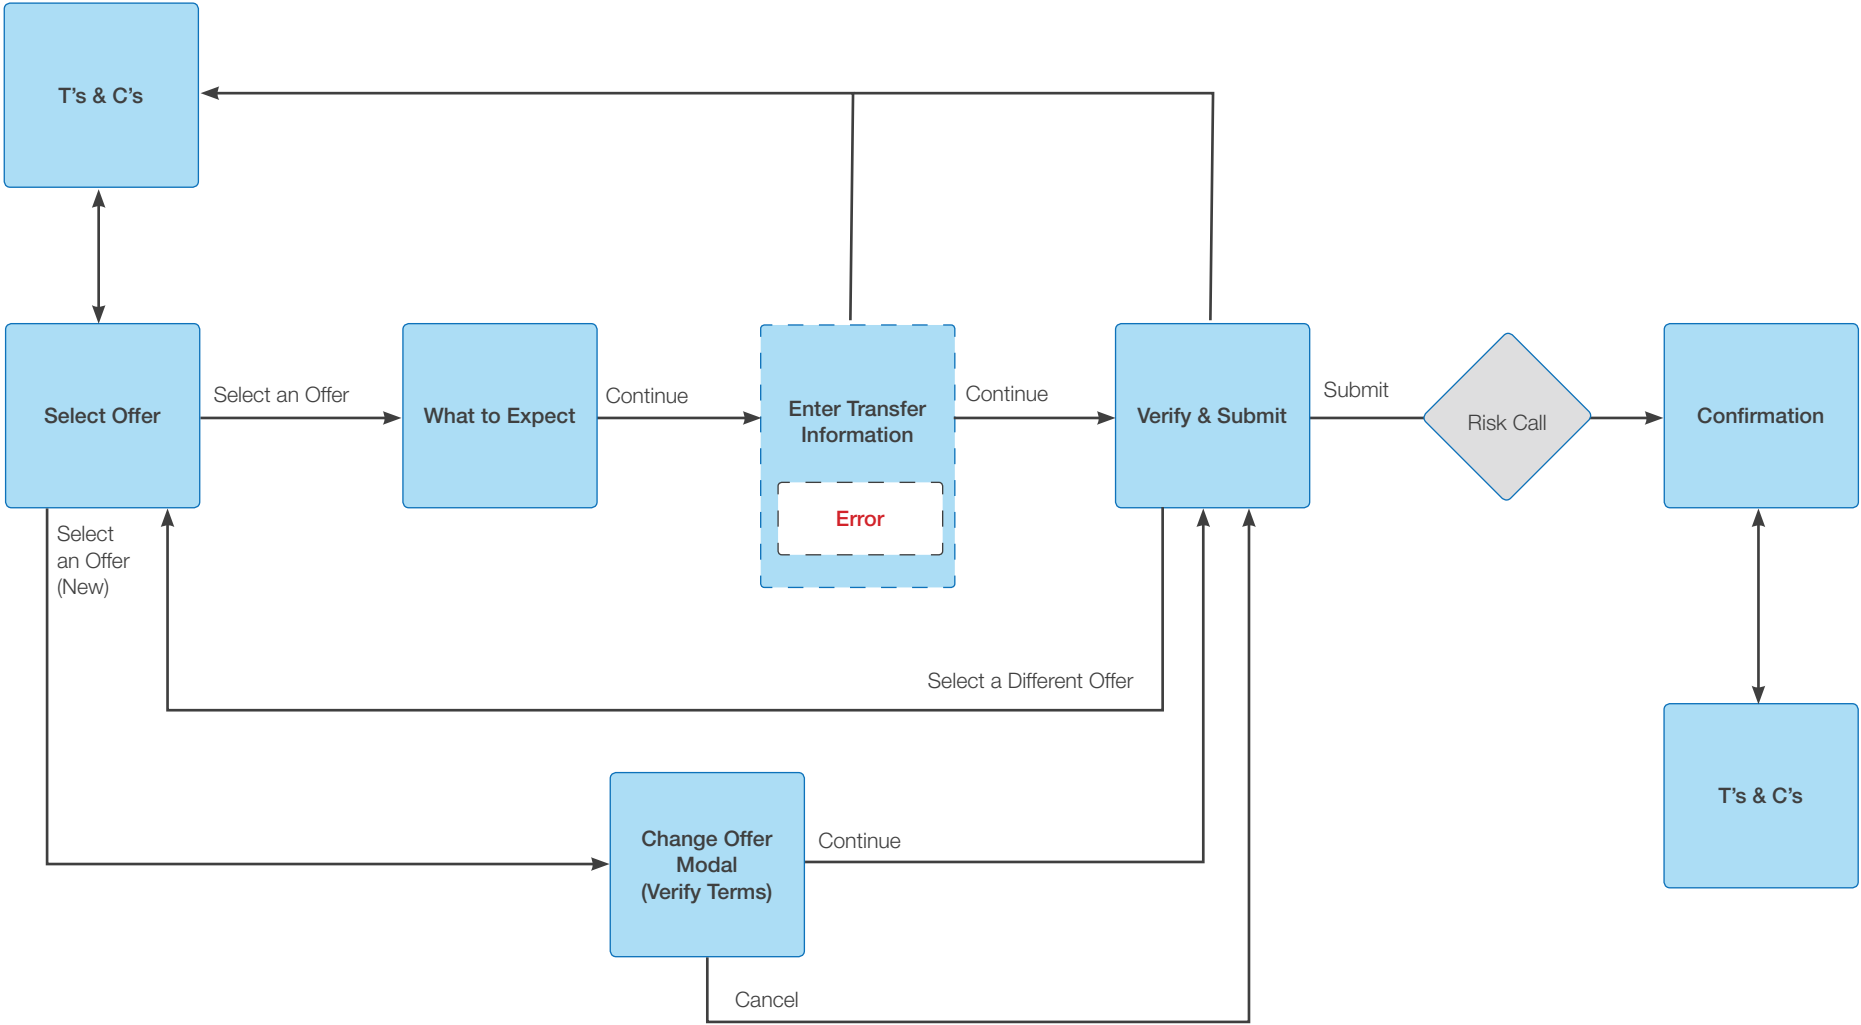 T’s & C’s
Select Offer
Select an Offer
What to Expect
Continue
Enter Transfer
Information
Error
Continue
Verify & Submit
Submit
Risk Call
Confirmation
Select
an Offer
(New)
Select a Different Offer
Change Offer
Modal
(Verify Terms)
Continue
Cancel
T’s & C’s